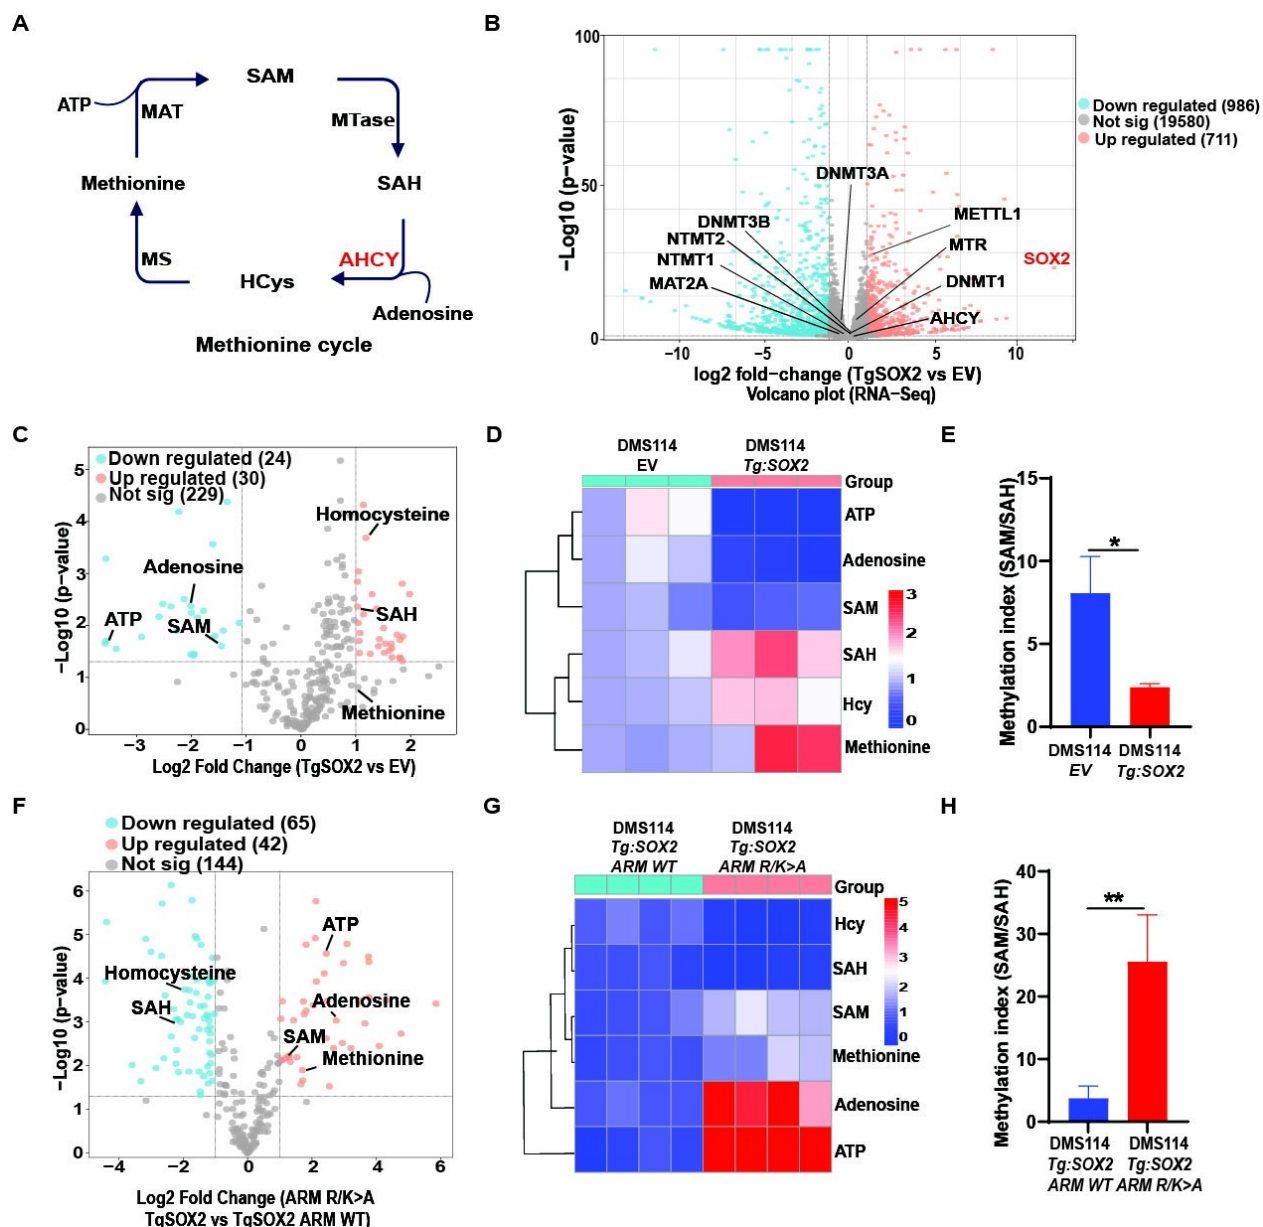 A
SAM
ATP
MAT
MTase
Methionine
SAH
MS
AHCY
HCys
Adenosine
Methionine cycle
B
100
50
0
−Log10 (p−value)
Down regulated (986)
Not sig (19580)
Up regulated (711)
DNMT3A
DNMT3B
METTL1
NTMT2
MTR
NTMT1
SOX2
MAT2A
DNMT1
AHCY
−10
−5
0
5
10
log2 fold−change (TgSOX2 vs EV)
Volcano plot (RNA−Seq)
C
Down regulated (24)
Up regulated (30)
Not sig (229)
5
4
3
2
1
0
−Log10 (p−value)
Homocysteine
Adenosine
ATP
SAM
SAH
Methionine
−3
−2
−1
0
1
2
Log2 Fold Change (TgSOX2 vs EV)
D
DMS114
EV
DMS114
Tg:SOX2
Group
ATP
Adenosine
SAM
SAH
Hcy
Methionine
3
2
1
0
E
Methylation index (SAM/SAH)
15
10
5
0
*
DMS114
EV
DMS114
Tg:SOX2
F
Down regulated (65)
Up regulated (42)
Not sig (144)
6
5
4
3
2
1
0
−Log10 (p−value)
ATP
Homocysteine
SAH
Adenosine
SAM
Methionine
−4
−2
0
2
4
6
Log2 Fold Change (ARM R/K>A
TgSOX2 vs TgSOX2 ARM WT)
G
DMS114
Tg:SOX2
ARM WT
DMS114
Tg:SOX2
ARM R/K>A
Group
Hcy
SAH
SAM
Methionine
Adenosine
ATP
5
4
3
2
1
0
H
Methylation index (SAM/SAH)
40
30
20
10
0
**
DMS114
Tg:SOX2
ARM WT
DMS114
Tg:SOX2
ARM R/K>A